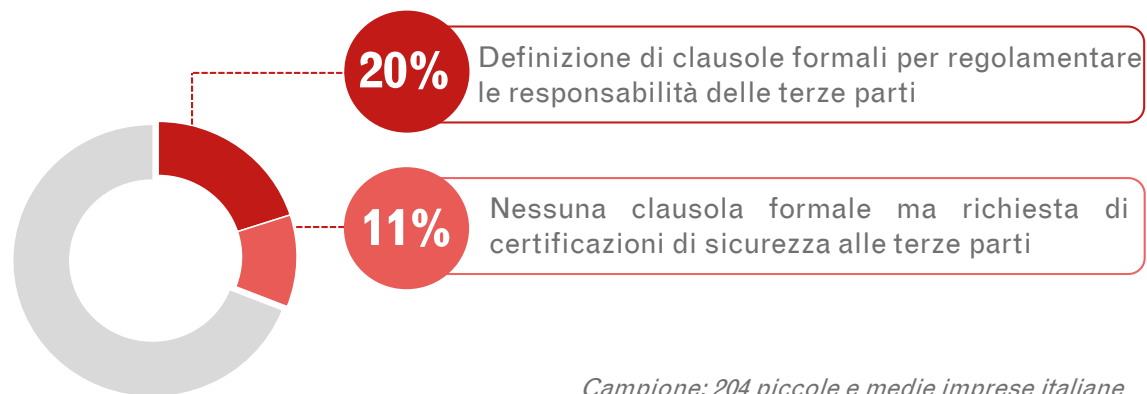 20%
Definizione di clausole formali per regolamentare
le responsabilità delle terze parti
11%
Nessuna clausola formale ma richiesta di
certificazioni di sicurezza alle terze parti
Campione: 204 piccole e medie imprese italiane